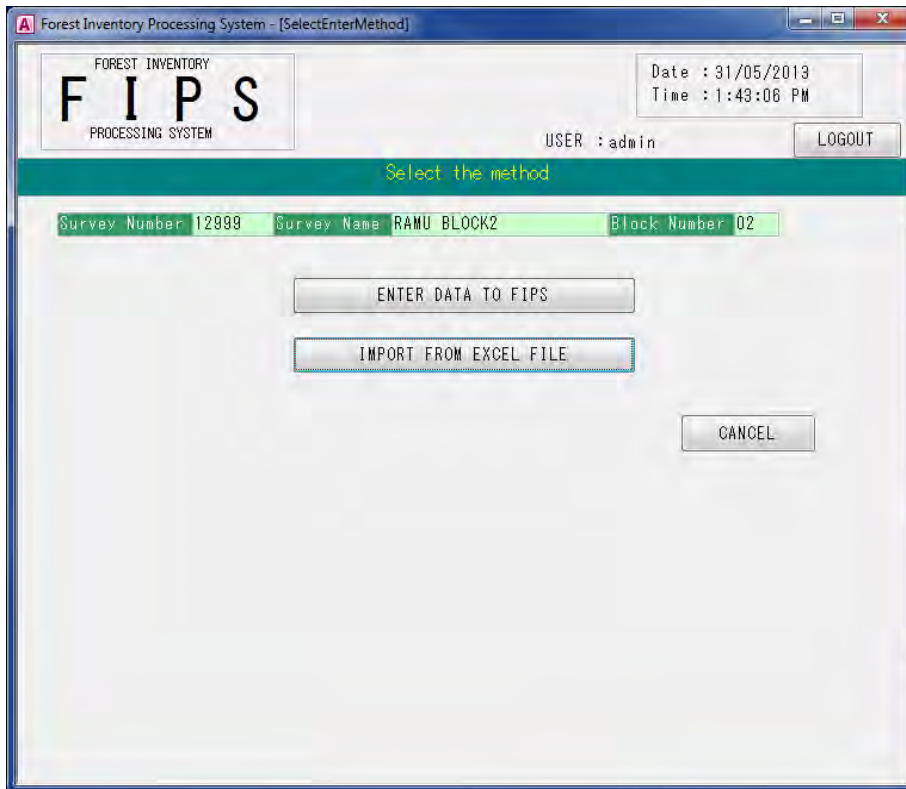 Forest Inventory Processing System - [SelectEnterMethod]
FOREST INVENTORY
FIPS
PROCESSING SYSTEM
Date : 31/05/2013
Time : 1:43:06 PM
USER : admin
LOGOUT
Select the method
Survey Number 12999 Survey Name RAMU BLOCK2 Block Number 02
ENTER DATA TO FIPS
IMPORT FROM EXCEL FILE
CANCEL